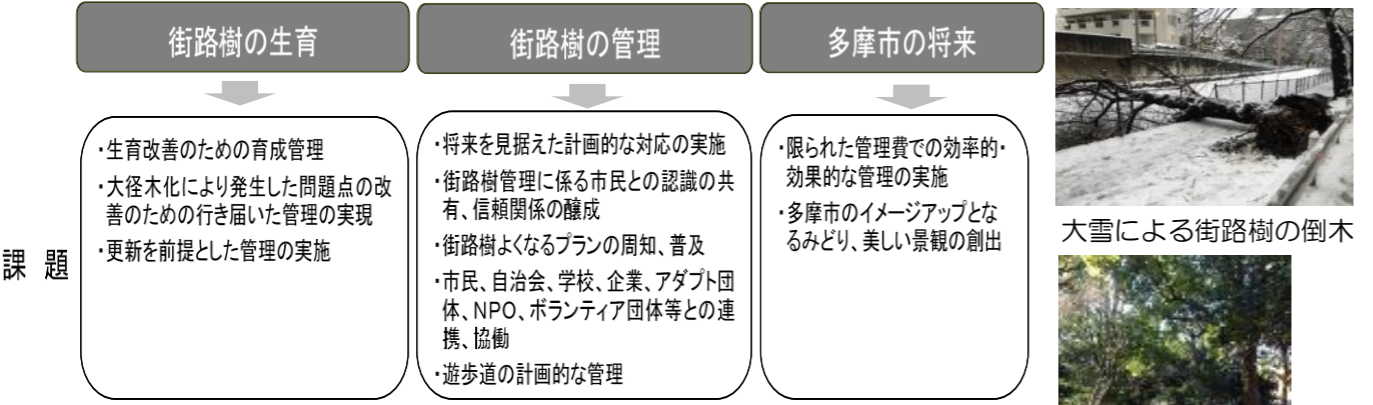 街路樹の生育
街路樹の管理
多摩市の将来
課 題
・生育改善のための育成管理
・大径木化により発生した問題点の改
善のための行き届いた管理の実現
・更新を前提とした管理の実施
・将来を見据えた計画的な対応の実施
・街路樹管理に係る市民との認識の共
有、信頼関係の醸成
・街路樹よくなるプランの周知、普及
・市民、自治会、学校、企業、アダプト団
体、NPO、ボランティア団体等との連
携、協働
・遊歩道の計画的な管理
・限られた管理費での効率的・
効果的な管理の実施
・多摩市のイメージアップとな
るみどり、美しい景観の創出
大雪による街路樹の倒木